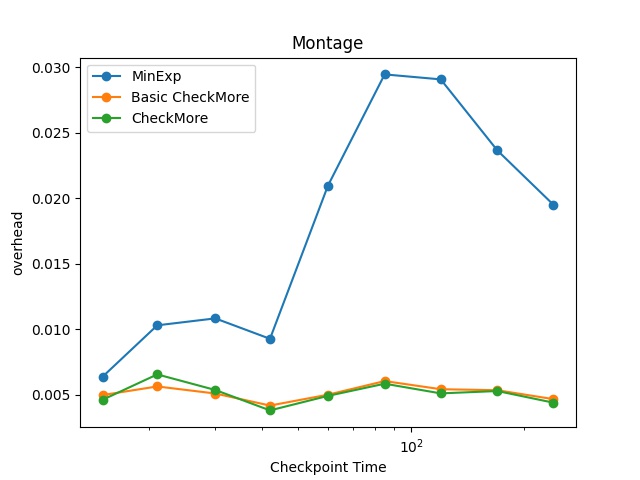 Montage
0.030
0.025
0.020
0.015
0.010
0.005
overhead
MinExp
Basic CheckMore
CheckMore
10²
Checkpoint Time